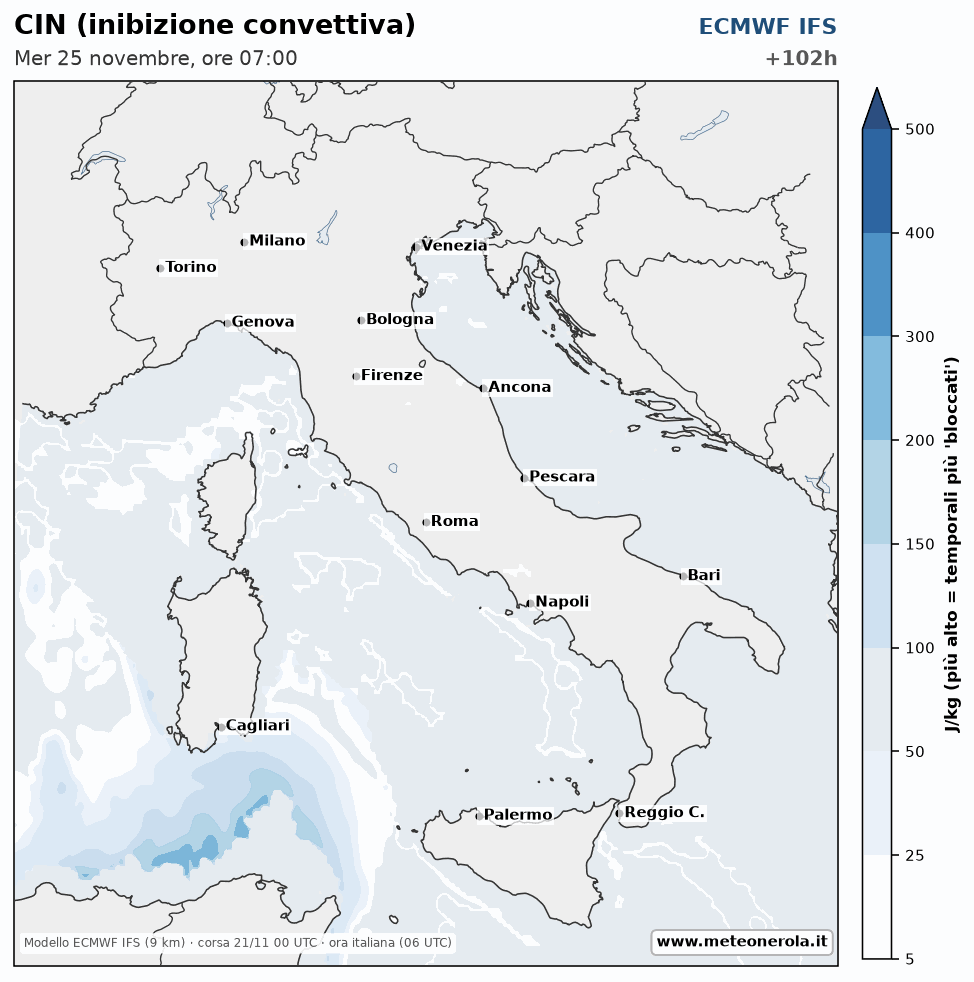 CIN (inibizione convettiva)
ECMWF IFS
Mer 25 novembre, ore 07:00
+102h
500
400
300
200
150
100
50
25
5
J/kg (più alto = temporali più 'bloccati')
Milano
Venezia
Torino
Genova
Bologna
Firenze
Ancona
Pescara
Roma
Bari
Napoli
Cagliari
Palermo
Reggio C.
Modello ECMWF IFS (9 km) · corsa 21/11 00 UTC · ora italiana (06 UTC)
www.meteonerola.it